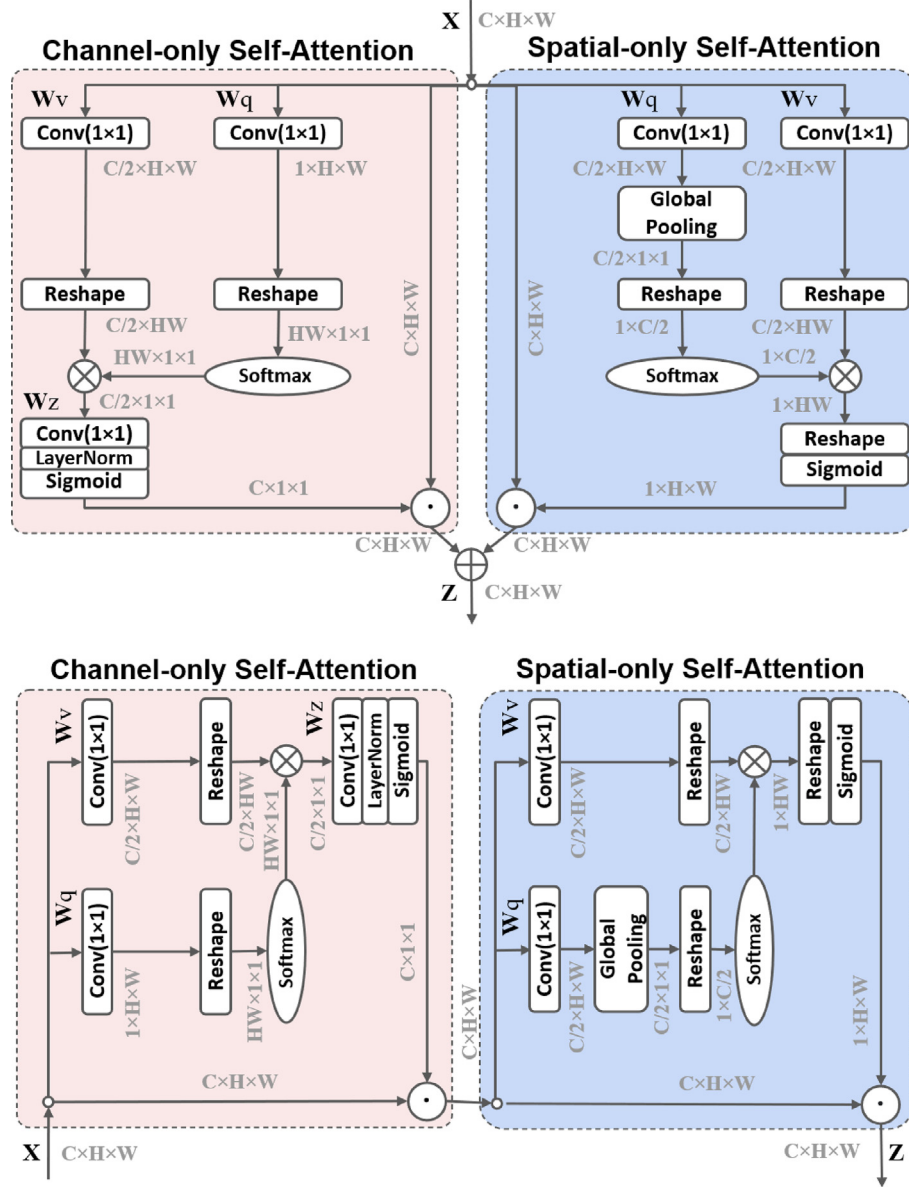 X
C×H×W
Channel-only Self-Attention
Spatial-only Self-Attention
Wv
Wq
Wq
Wv
Conv(1×1)
Conv(1×1)
Conv(1×1)
Conv(1×1)
C/2×H×W
1×H×W
C/2×H×W
C/2×H×W
Global
Pooling
C/2×1×1
Reshape
Reshape
C×H×W
C×H×W
Reshape
Reshape
C/2×HW
HW×1×1
1×C/2
C/2×HW
HW×1×1
Softmax
Softmax
1×C/2
Wz
C/2×1×1
1×HW
Conv(1×1)
LayerNorm
Sigmoid
Reshape
Sigmoid
C×1×1
1×H×W
C×H×W
C×H×W
Z
C×H×W
Channel-only Self-Attention
Spatial-only Self-Attention
Wv
Conv(1×1)
C/2×H×W
Reshape
C/2×HW
HW×1×1
C/2×1×1
Wz
Conv(1×1)
LayerNorm
Sigmoid
Wq
Conv(1×1)
1×H×W
Reshape
HW×1×1
Softmax
C×1×1
C×H×W
C×H×W
X
C×H×W
Wv
Conv(1×1)
C/2×H×W
Reshape
C/2×HW
1×HW
Reshape
Sigmoid
Wq
Conv(1×1)
C/2×H×W
Global
Pooling
C/2×1×1
Reshape
1×C/2
Softmax
1×H×W
C×H×W
C×H×W
Z